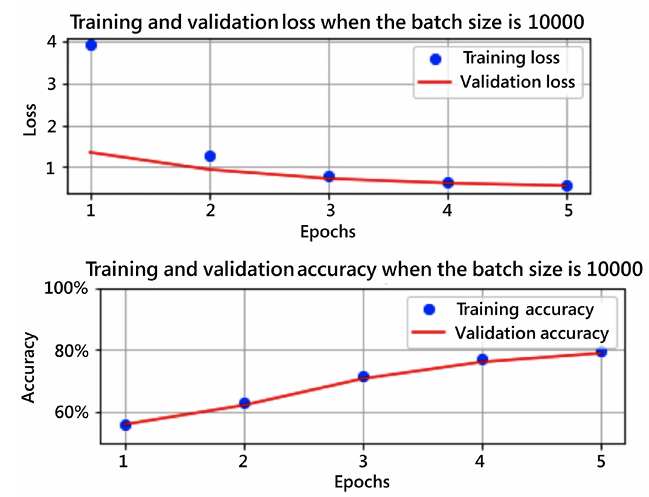 Training and validation loss when the batch size is 10000
4
3
2
1
Loss
Training loss
Validation loss
1 2 3 4 5
Epochs
Training and validation accuracy when the batch size is 10000
100%
80%
60%
Accuracy
Training accuracy
Validation accuracy
1 2 3 4 5
Epochs